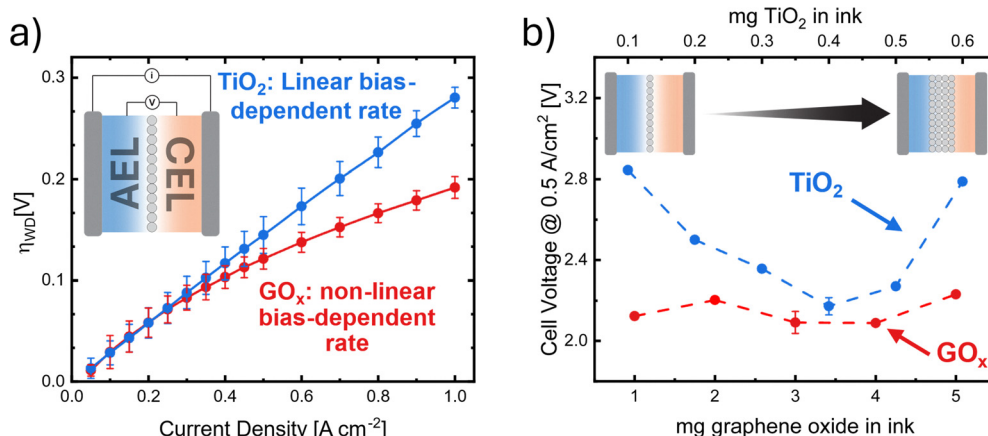 a)
0.3
0.2
0.1
0.0
η_WD[V]
i
V
AEL
CEL
TiO₂: Linear bias-
dependent rate
GOₓ: non-linear
bias-dependent
rate
0.0 0.2 0.4 0.6 0.8 1.0
Current Density [A cm⁻²]
b)
mg TiO₂ in ink
0.1 0.2 0.3 0.4 0.5 0.6
3.2
2.8
2.4
2.0
Cell Voltage @ 0.5 A/cm² [V]
TiO₂
GOₓ
1 2 3 4 5
mg graphene oxide in ink